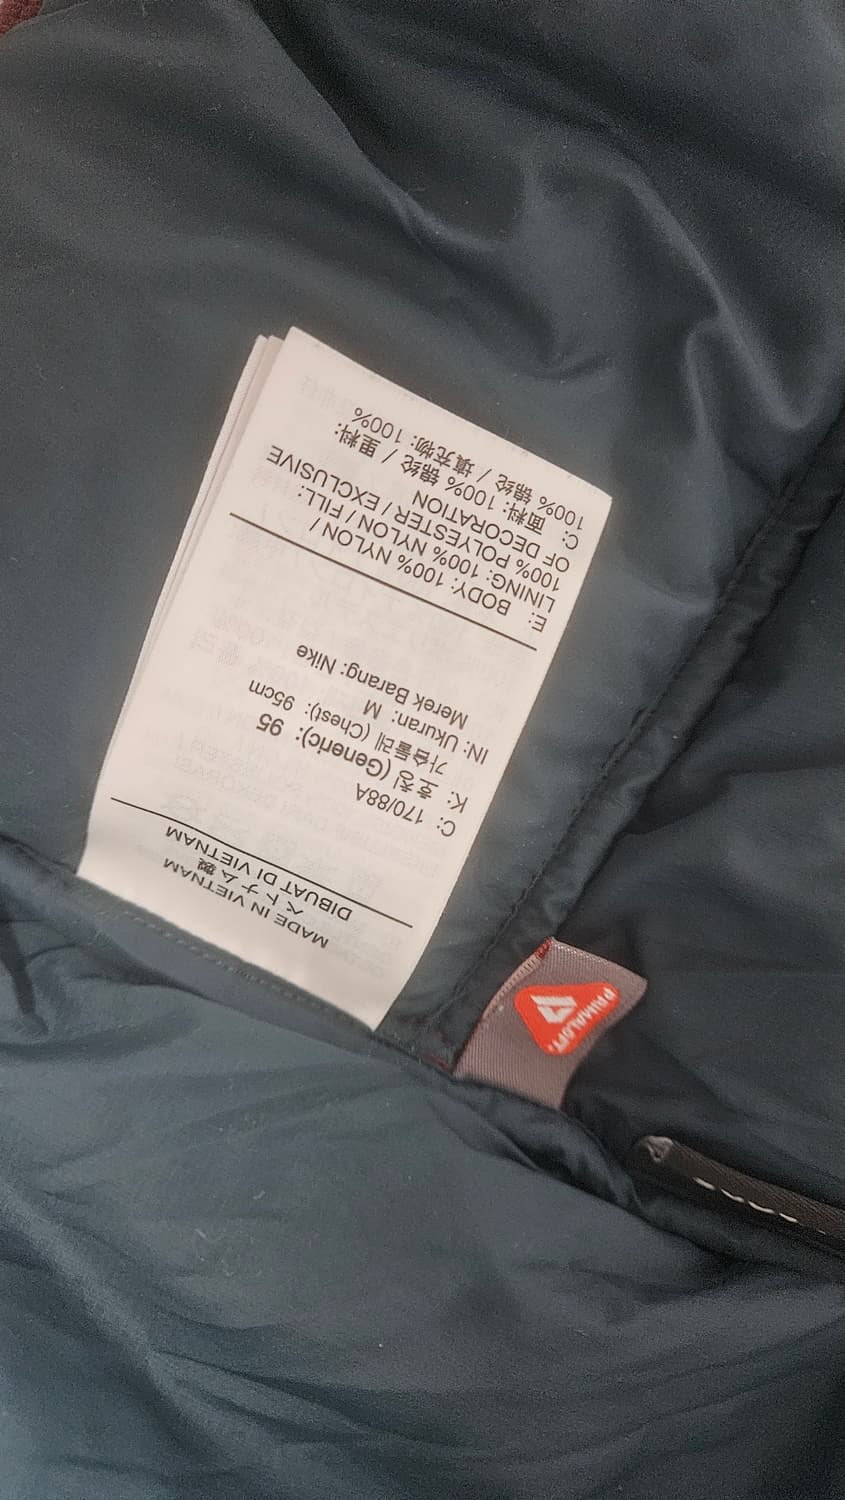 MADE IN VIETNAM
ベトナム製
DIBUAT DI VIETNAM
C: 170/88A
K: 호칭 (Generic): 95
가슴둘레 (Chest): 95cm
IN: Ukuran: M
Merek Barang: Nike
E: BODY: 100% NYLON /
LINING: 100% NYLON / FILL:
100% POLYESTER / EXCLUSIVE
OF DECORATION
C: 面料: 100% 锦纶 / 里料:
100% 锦纶 / 填充物: 100%
PRIMALOFT